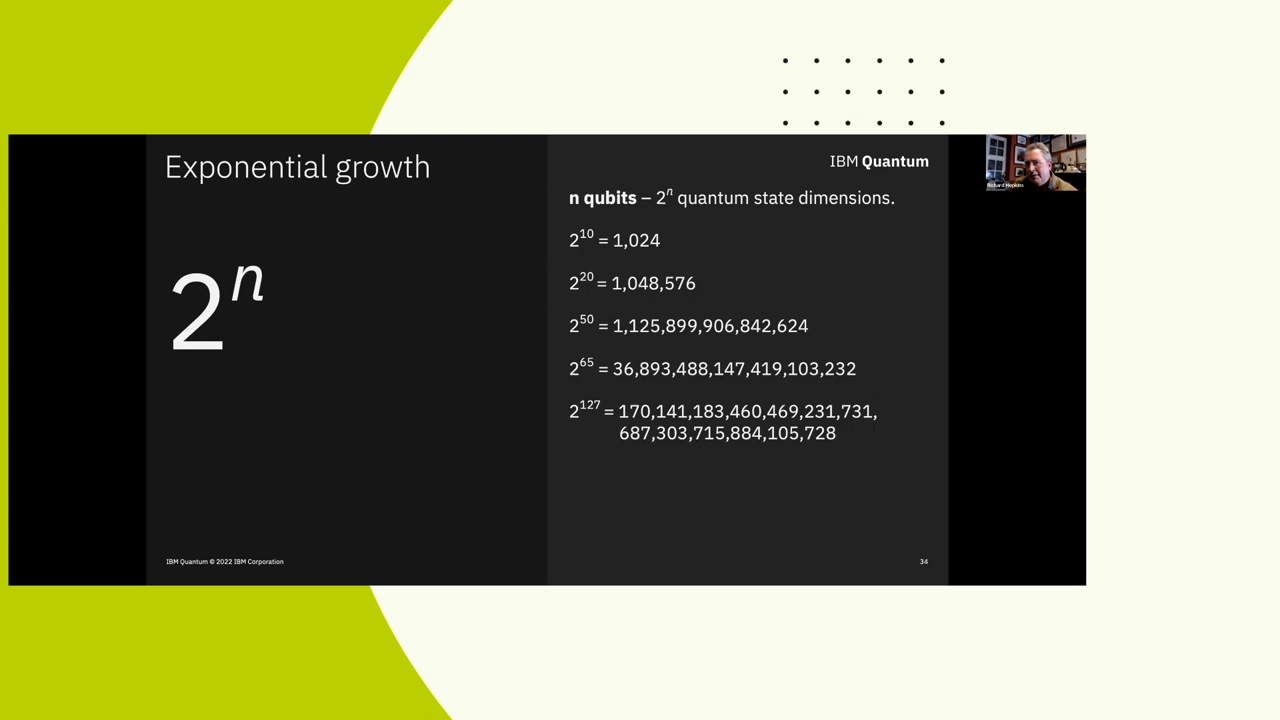 Exponential growth
2ⁿ
IBM Quantum
n qubits – 2ⁿ quantum state dimensions.
2¹⁰ = 1,024
2²⁰ = 1,048,576
2⁵⁰ = 1,125,899,906,842,624
2⁶⁵ = 36,893,488,147,419,103,232
2¹²⁷ = 170,141,183,460,469,231,731,
687,303,715,884,105,728
Richard Hopkins
IBM Quantum © 2022 IBM Corporation
34